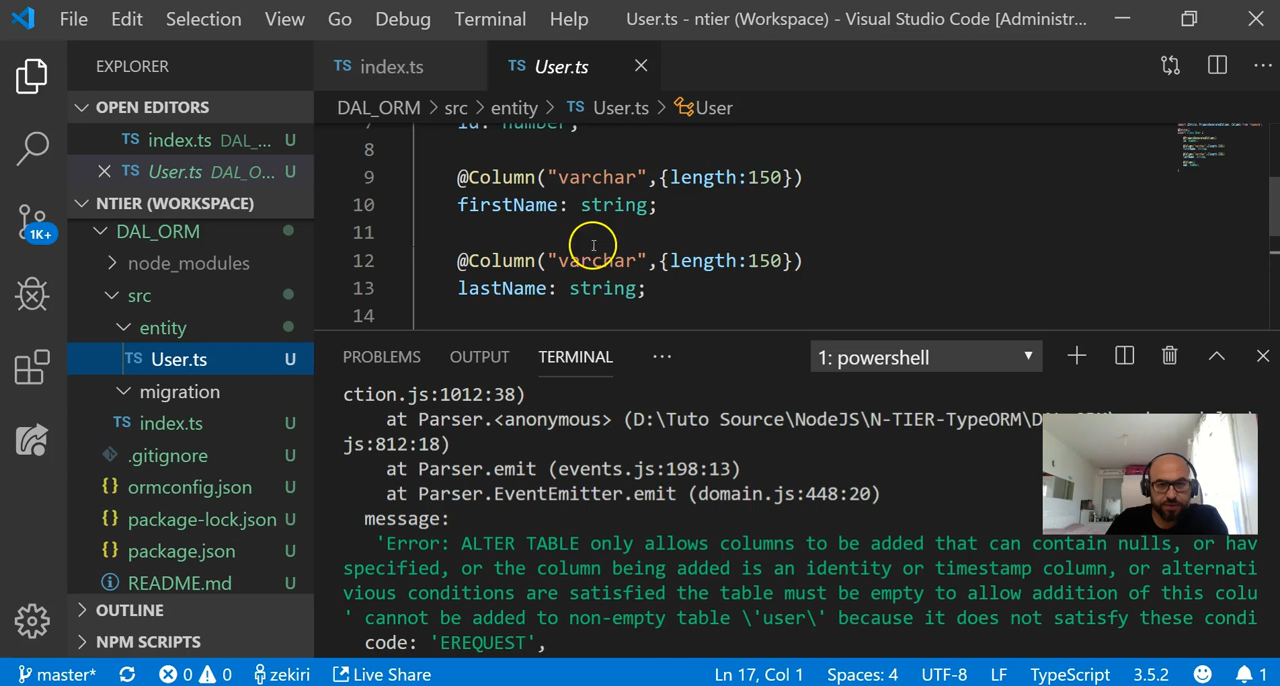 File Edit Selection View Go Debug Terminal Help User.ts - ntier (Workspace) - Visual Studio Code [Administr...
EXPLORER
OPEN EDITORS
TS index.ts DAL_... U
TS User.ts DAL_O... U
NTIER (WORKSPACE)
DAL_ORM
node_modules
src
entity
TS User.ts U
migration
TS index.ts U
.gitignore U
{} ormconfig.json U
{} package-lock.json U
{} package.json U
README.md U
OUTLINE
NPM SCRIPTS
1K+
TS index.ts TS User.ts
DAL_ORM > src > entity > TS User.ts > User
7 id: number;
8
9 @Column("varchar",{length:150})
10 firstName: string;
11
12 @Column("varchar",{length:150})
13 lastName: string;
14
PROBLEMS OUTPUT TERMINAL ... 1: powershell
ction.js:1012:38)
at Parser.<anonymous> (D:\Tuto Source\NodeJS\N-TIER-TypeORM\
js:812:18)
at Parser.emit (events.js:198:13)
at Parser.EventEmitter.emit (domain.js:448:20)
message:
'Error: ALTER TABLE only allows columns to be added that can contain nulls, or hav
specified, or the column being added is an identity or timestamp column, or alternati
vious conditions are satisfied the table must be empty to allow addition of this colu
' cannot be added to non-empty table \'user\' because it does not satisfy these condi
code: 'EREQUEST',
master* 0 0 zekiri Live Share Ln 17, Col 1 Spaces: 4 UTF-8 LF TypeScript 3.5.2 1